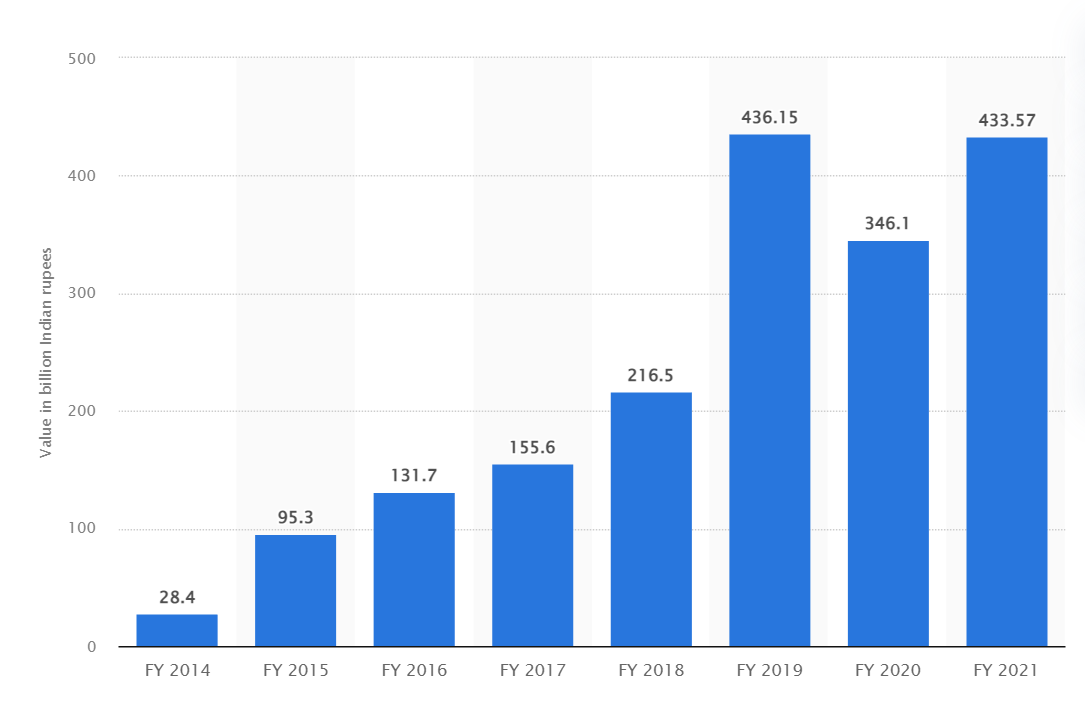 500
400
300
200
100
0
Value in billion Indian rupees
28.4
95.3
131.7
155.6
216.5
436.15
346.1
433.57
FY 2014
FY 2015
FY 2016
FY 2017
FY 2018
FY 2019
FY 2020
FY 2021